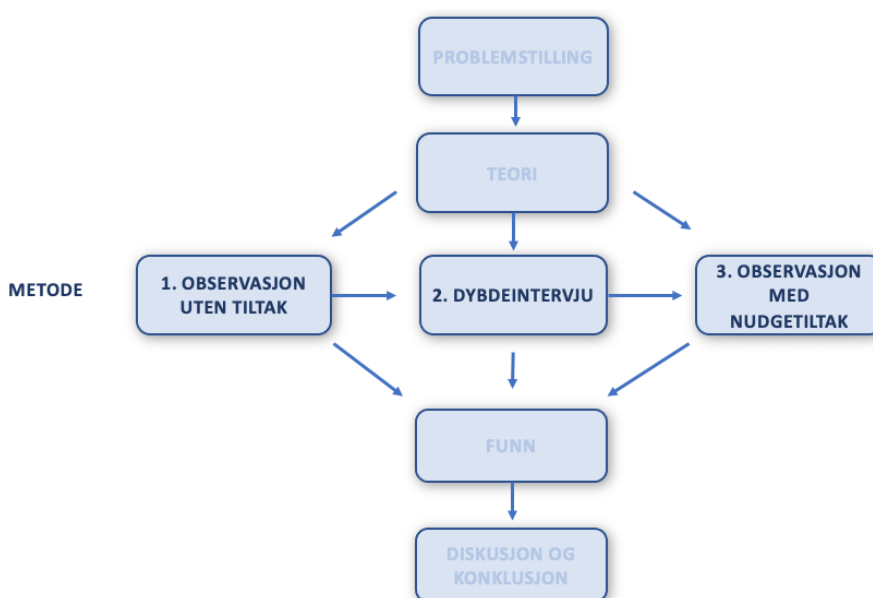 PROBLEMSTILLING
TEORI
METODE
1. OBSERVASJON
UTEN TILTAK
2. DYBDEINTERVJU
3. OBSERVASJON
MED
NUDGETILTAK
FUNN
DISKUSJON OG
KONKLUSJON